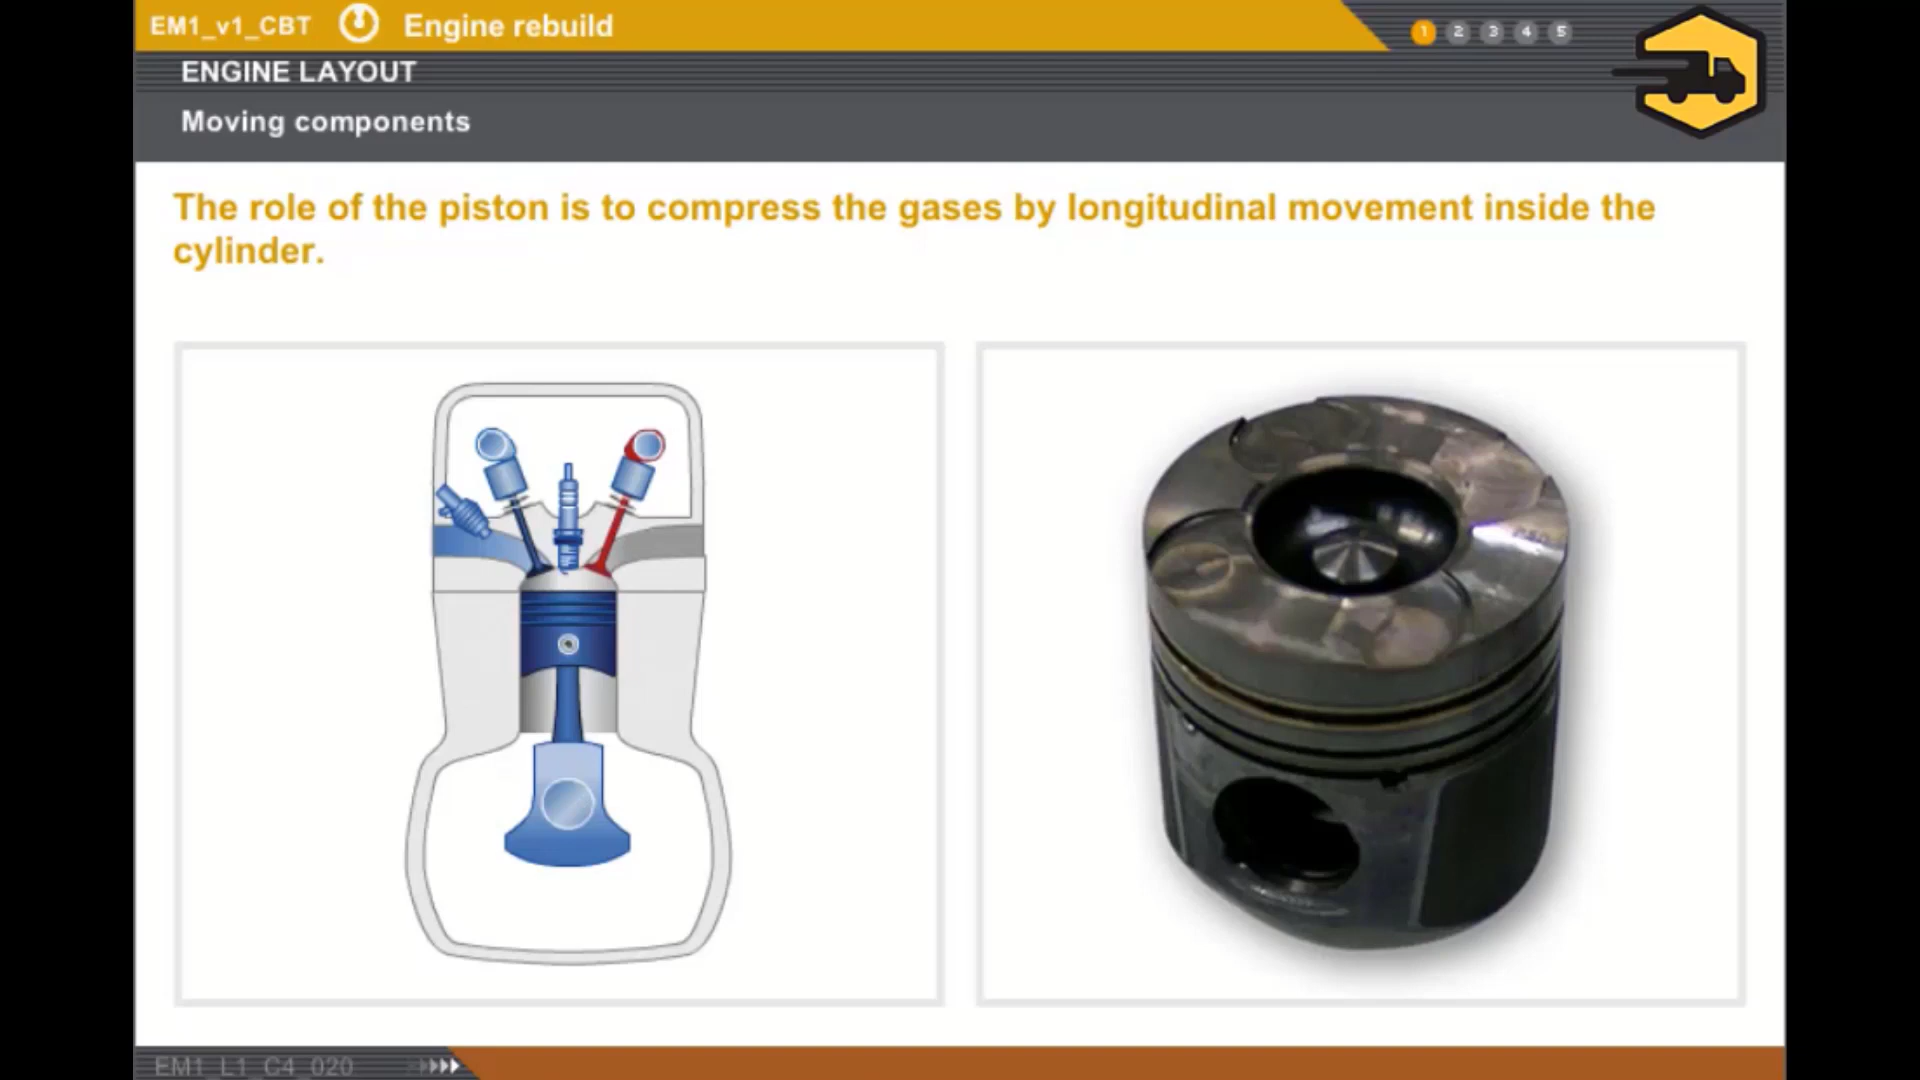 EM1_v1_CBT Engine rebuild
1 2 3 4 5
ENGINE LAYOUT
Moving components
The role of the piston is to compress the gases by longitudinal movement inside the
cylinder.
EM1_L1_C4_020